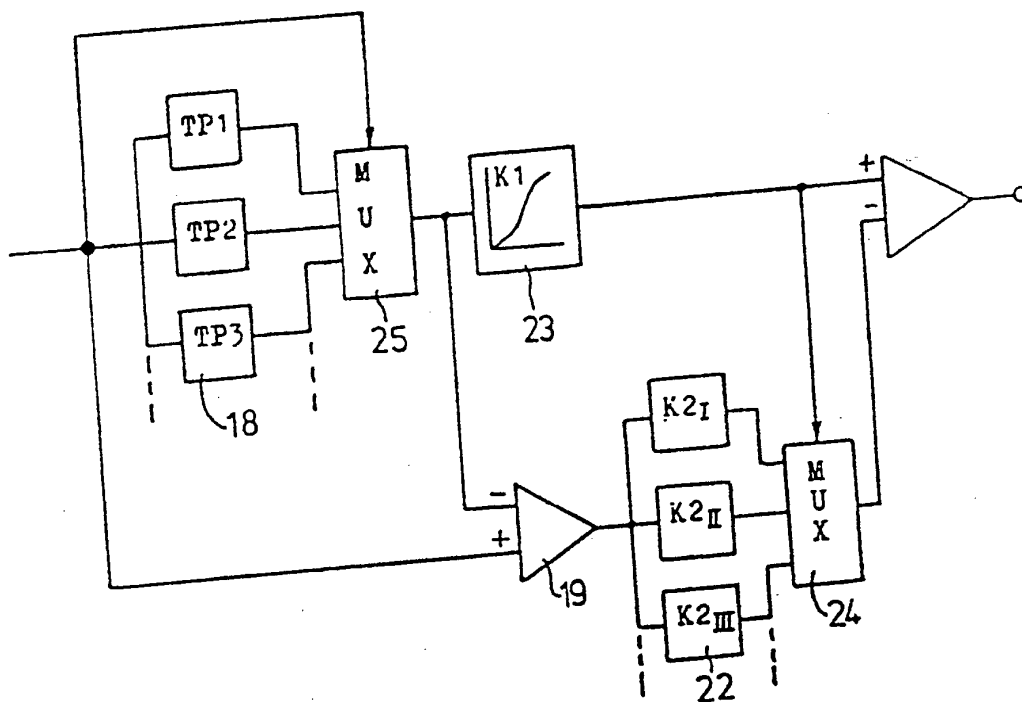 TP1
TP2
TP3
18
M
U
X
25
K1
23
+
-
-
+
19
K2I
K2II
K2III
22
M
U
X
24